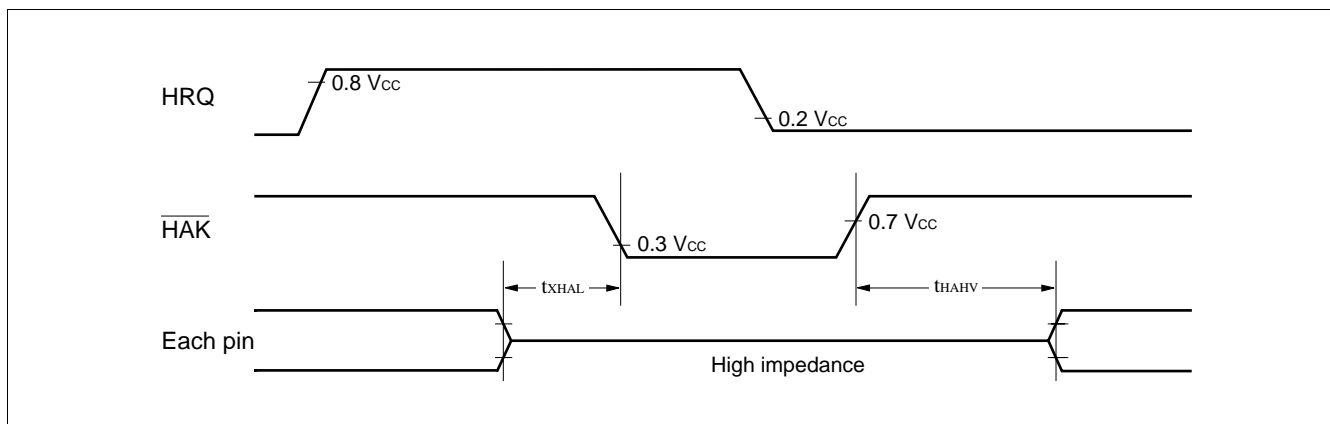 HRQ
0.8 VCC
0.2 VCC
HAK
0.3 VCC
0.7 VCC
tXHAL
tHAHV
Each pin
High impedance